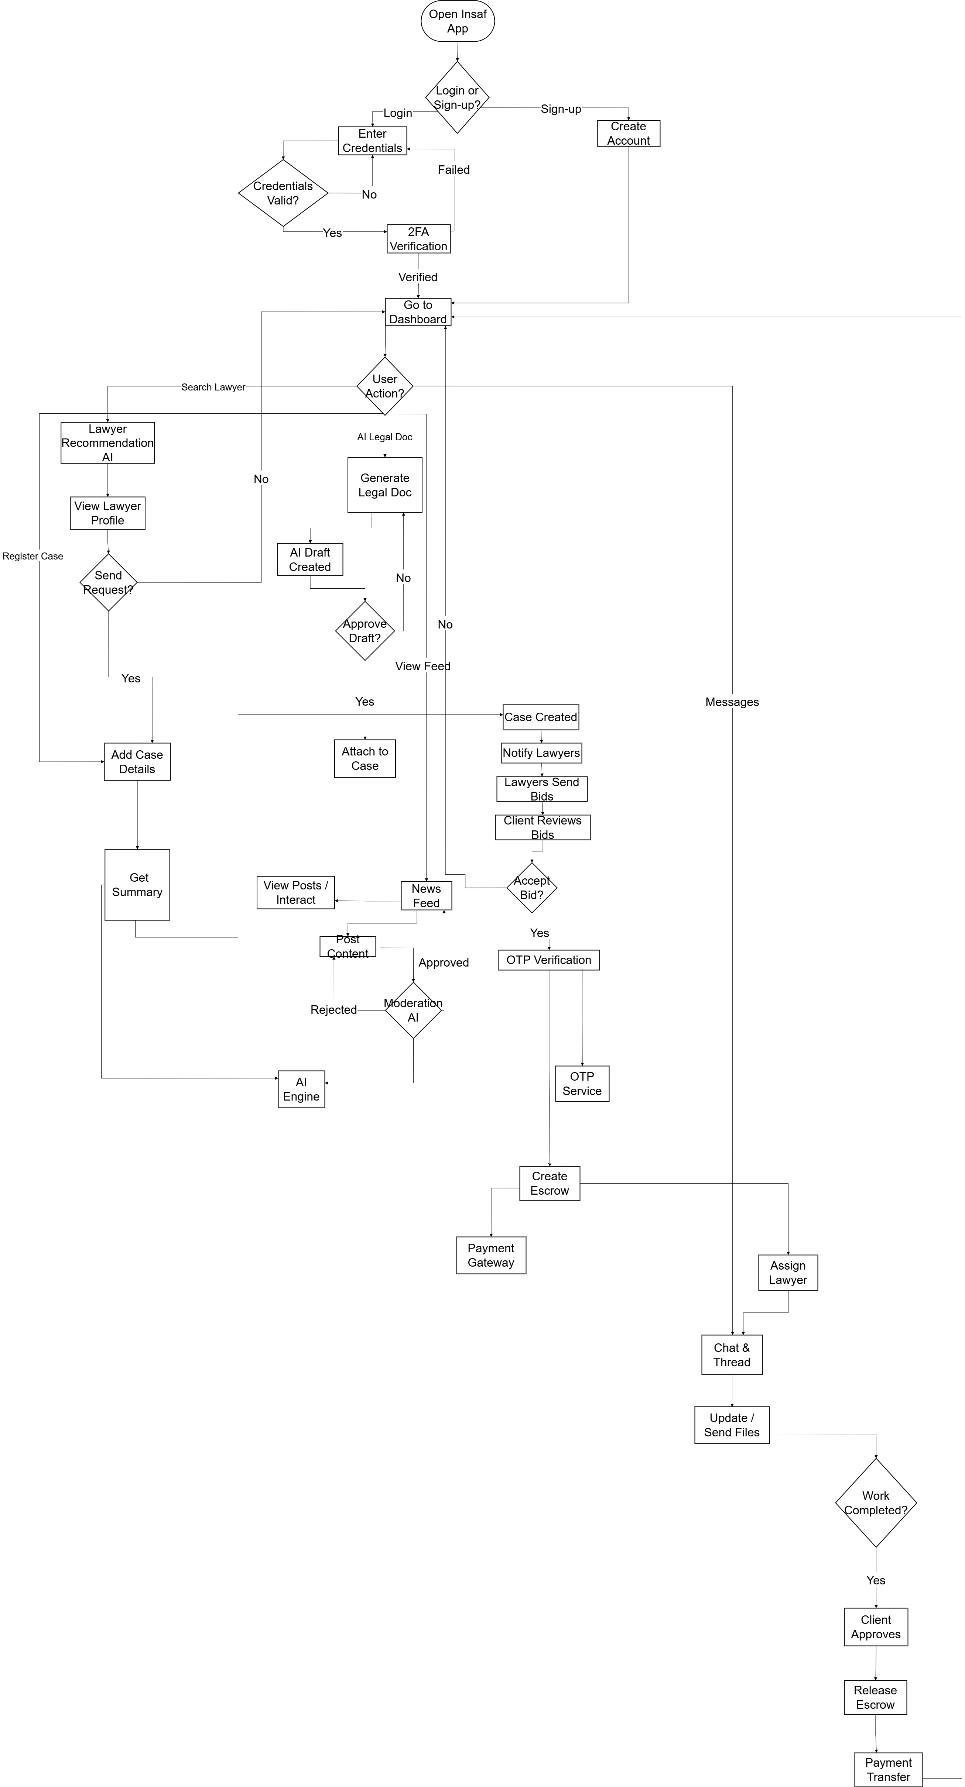 Open Insaf
App
Login or
Sign-up?
Login
Sign-up
Enter
Credentials
Create
Account
Failed
Credentials
Valid?
No
Yes
2FA
Verification
Verified
Go to
Dashboard
User
Action?
Search Lawyer
Lawyer
Recommendation
AI
AI Legal Doc
Generate
Legal Doc
No
View Lawyer
Profile
Register Case
AI Draft
Created
Send
Request?
No
Approve
Draft?
No
View Feed
Yes
Yes
Messages
Case Created
Add Case
Details
Attach to
Case
Notify Lawyers
Lawyers Send
Bids
Client Reviews
Bids
Get
Summary
View Posts /
Interact
News
Feed
Accept
Bid?
Yes
Post
Content
Approved
OTP Verification
Rejected
Moderation
AI
AI
Engine
OTP
Service
Create
Escrow
Payment
Gateway
Assign
Lawyer
Chat &
Thread
Update /
Send Files
Work
Completed?
Yes
Client
Approves
Release
Escrow
Payment
Transfer